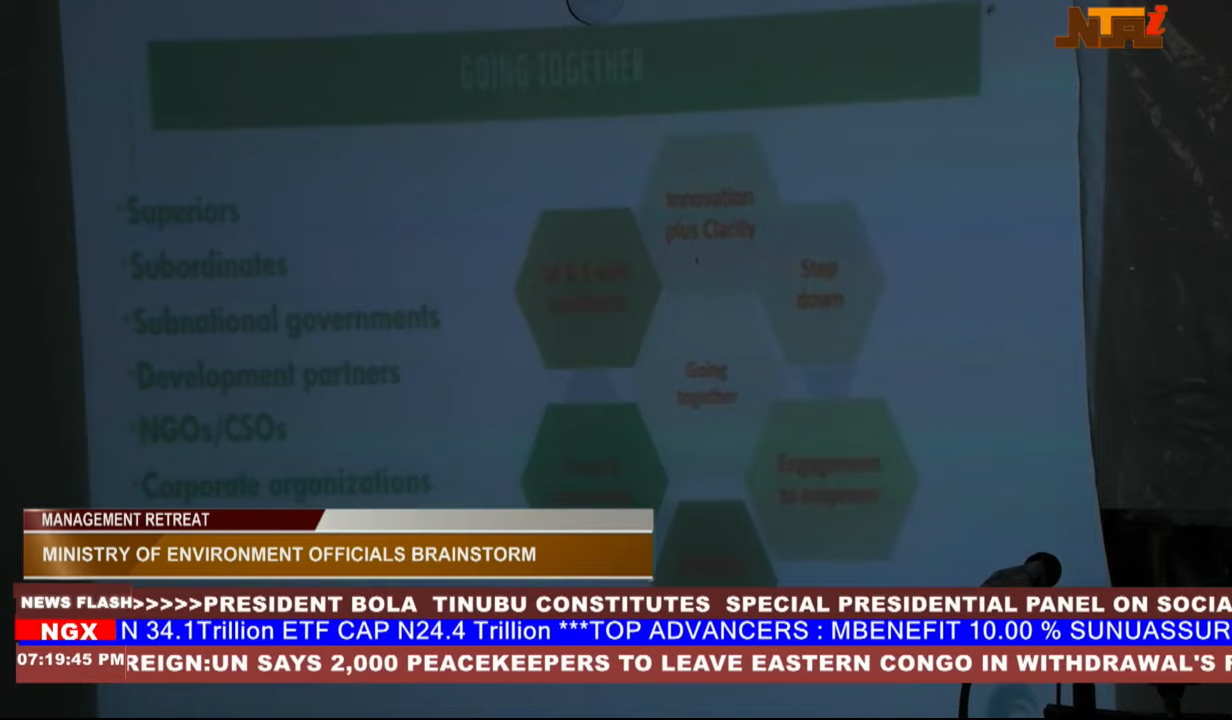 NTAi
GOING TOGETHER
•Superiors
•Subordinates
•Subnational governments
•Development partners
•NGOs/CSOs
•Corporate organizations
Innovation
plus Clarity
Step
down
Going
together
Engagement
MANAGEMENT RETREAT
MINISTRY OF ENVIRONMENT OFFICIALS BRAINSTORM
NEWS FLASH>>>>>PRESIDENT BOLA TINUBU CONSTITUTES SPECIAL PRESIDENTIAL PANEL ON SOCIA
NGX N 34.1Trillion ETF CAP N24.4 Trillion ***TOP ADVANCERS : MBENEFIT 10.00 % SUNUASSUR
07:19:45 PM REIGN:UN SAYS 2,000 PEACEKEEPERS TO LEAVE EASTERN CONGO IN WITHDRAWAL'S